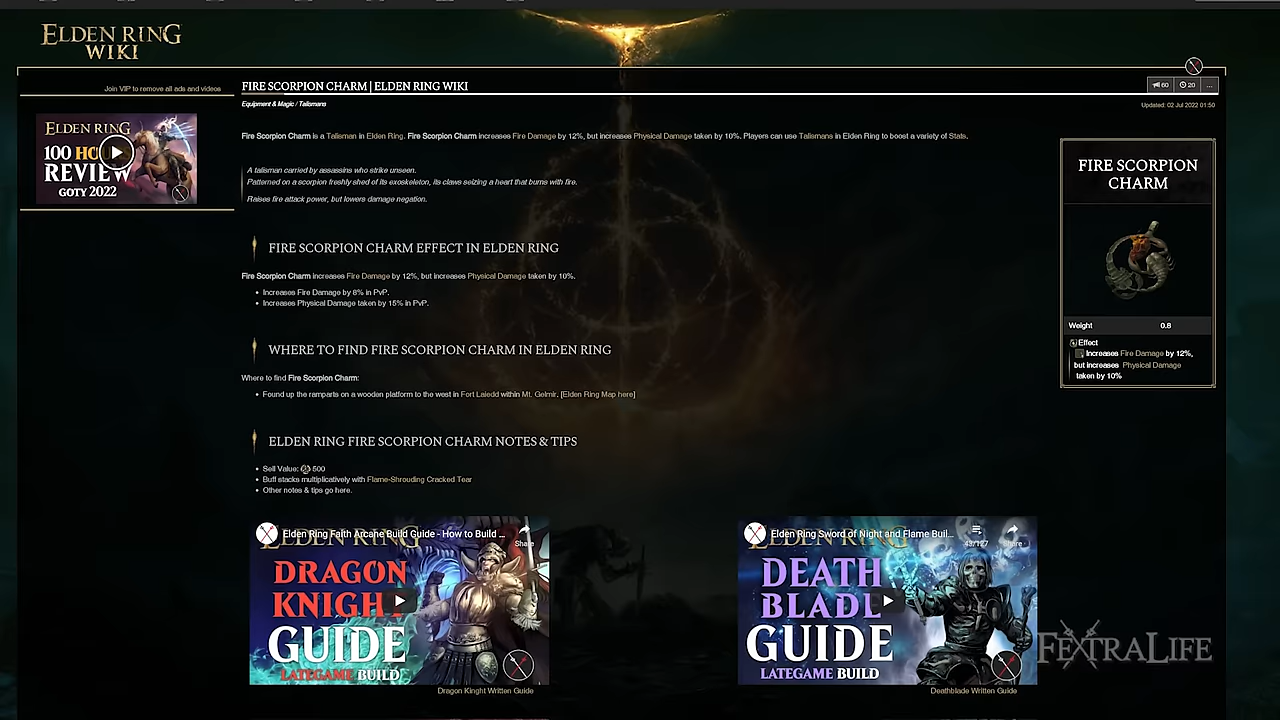 ELDEN RING
WIKI
Join VIP to remove all ads and videos
ELDEN RING
100 HO
REVIEW
GOTY 2022
FIRE SCORPION CHARM | ELDEN RING WIKI
60
20
...
Equipment & Magic / Talismans
Updated: 02 Jul 2022 01:50
Fire Scorpion Charm is a Talisman in Elden Ring. Fire Scorpion Charm increases Fire Damage by 12%, but increases Physical Damage taken by 10%. Players can use Talismans in Elden Ring to boost a variety of Stats.
A talisman carried by assassins who strike unseen.
Patterned on a scorpion freshly shed of its exoskeleton, its claws seizing a heart that burns with fire.
Raises fire attack power, but lowers damage negation.
FIRE SCORPION CHARM EFFECT IN ELDEN RING
Fire Scorpion Charm increases Fire Damage by 12%, but increases Physical Damage taken by 10%.
Increases Fire Damage by 8% in PvP.
Increases Physical Damage taken by 15% in PvP.
WHERE TO FIND FIRE SCORPION CHARM IN ELDEN RING
Where to find Fire Scorpion Charm:
Found up the ramparts on a wooden platform to the west in Fort Laiedd within Mt. Gelmir. [Elden Ring Map here]
ELDEN RING FIRE SCORPION CHARM NOTES & TIPS
Sell Value: 500
Buff stacks multiplicatively with Flame-Shrouding Cracked Tear
Other notes & tips go here.
FIRE SCORPION
CHARM
Weight 0.8
Effect
Increases Fire Damage by 12%,
but increases Physical Damage
taken by 10%
Elden Ring Faith Arcane Build Guide - How to Build ...
Share
DRAGON
KNIGH
GUIDE
LATEGAME BUILD
Dragon Kinght Written Guide
Elden Ring Sword of Night and Flame Buil...
43/127
Share
DEATH
BLADE
GUIDE
LATEGAME BUILD
Deathblade Written Guide
FEXTRALIFE